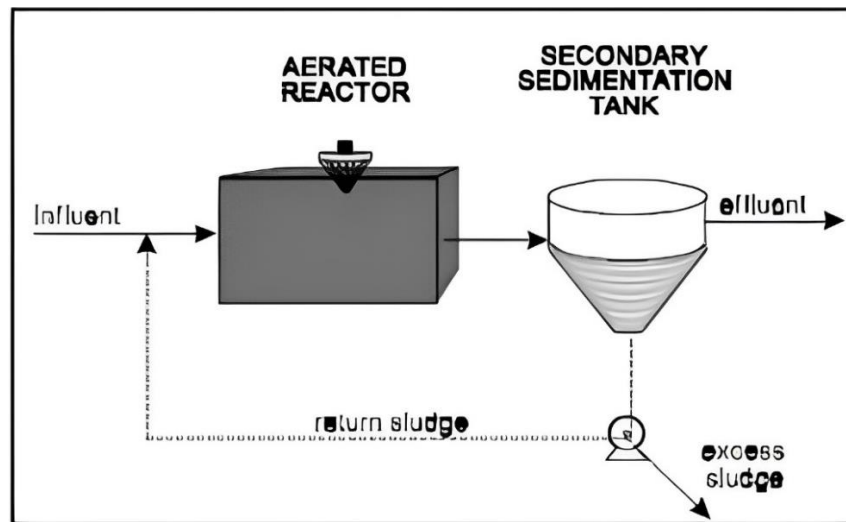 AERATED
REACTOR
SECONDARY
SEDIMENTATION
TANK
Influent
effluent
return sludge
excess
sludge